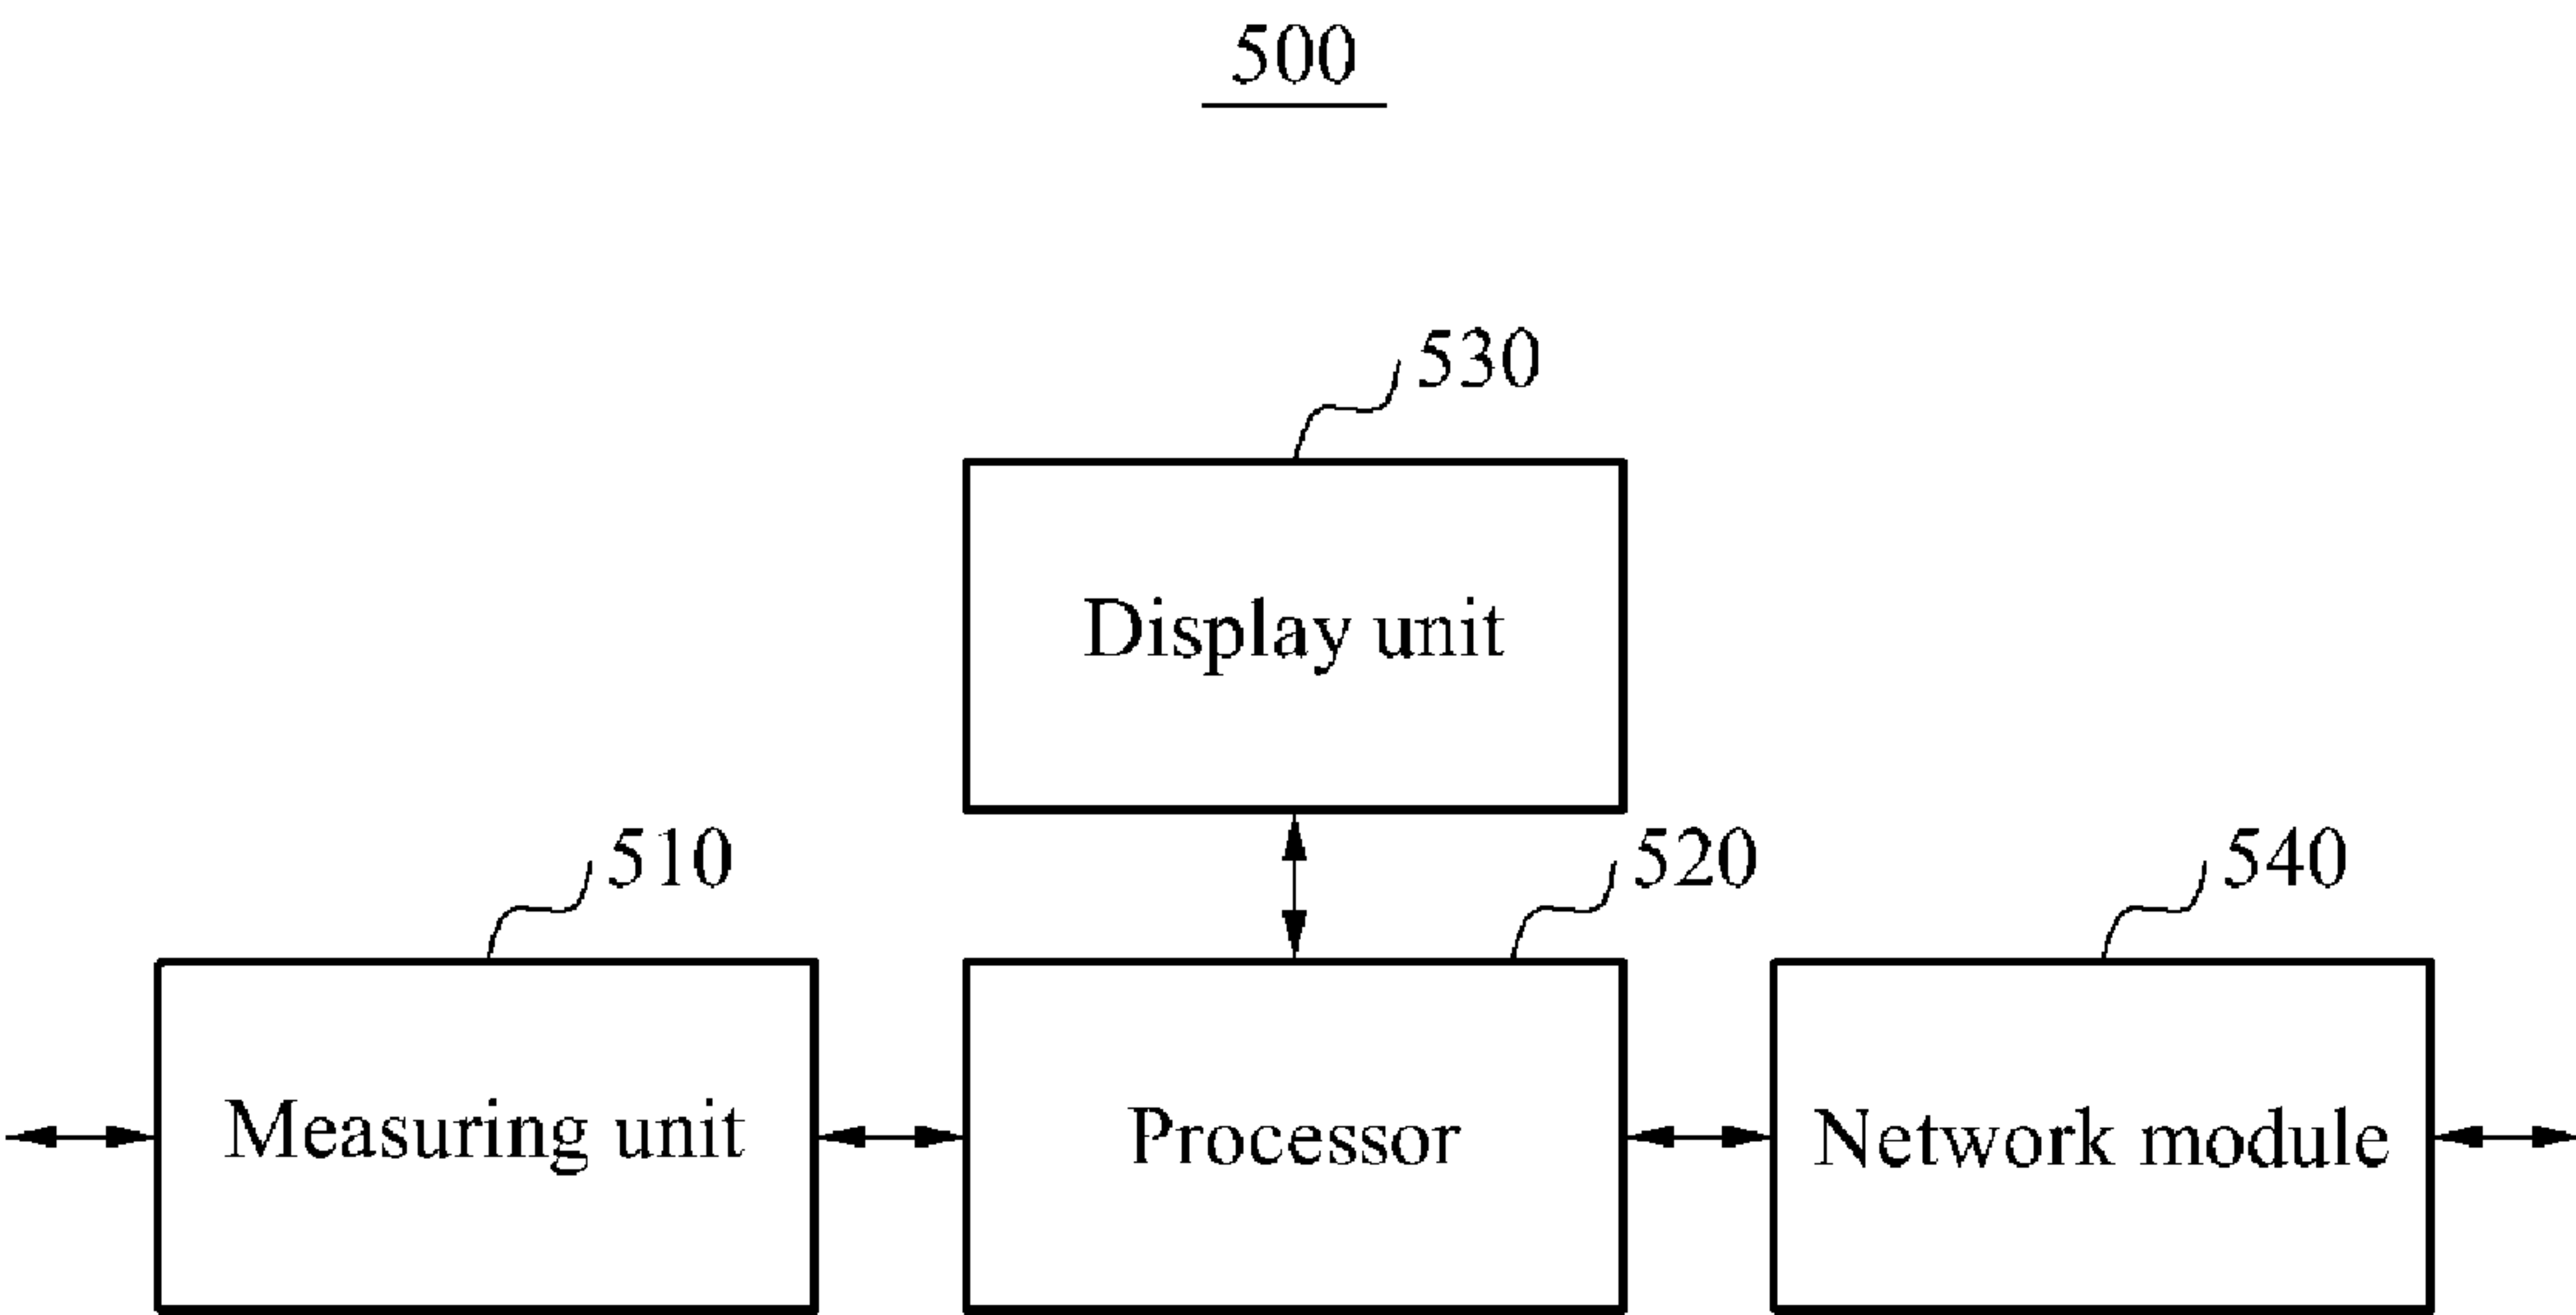 500
530
Display unit
510
520
540
Measuring unit
Processor
Network module